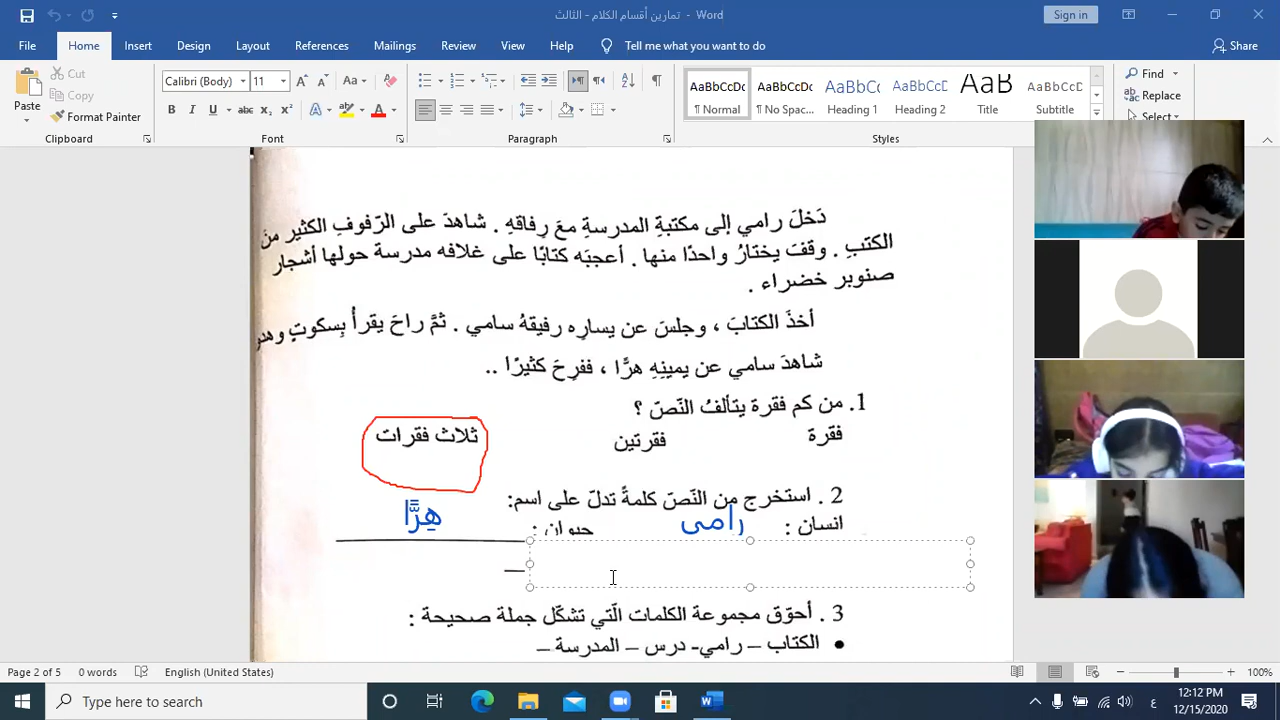 تمارين أقسام الكلام - الثالث - Word
Sign in
File Home Insert Design Layout References Mailings Review View Help Tell me what you want to do Share
Paste
Cut
Copy
Format Painter
Clipboard
Calibri (Body) 11
Font
Paragraph
AaBbCcDc AaBbCcDc AaBbCc AaBbCcD AaB AaBbCcD
¶ Normal ¶ No Spac... Heading 1 Heading 2 Title Subtitle
Styles
Find
Replace
Select
دَخلَ رامي إلى مكتبةِ المدرسةِ معَ رِفاقهِ . شاهدَ على الرّفوفِ الكثير منَ
الكتبِ . وقفَ يختارُ واحدًا منها . أعجبَه كتابًا على غلافه مدرسة حولها أشجار
صنوبر خضراء .
أخذَ الكتابَ ، وجلسَ عن يسارِه رفيقهُ سامي . ثمَّ راحَ يقرأُ بِسكوتٍ
شاهدَ سامي عن يمينِهِ هرًّا ، ففرِحَ كثيرًا ..
1. من كم فقرة يتألفُ النّصّ ؟
فقرة فقرتين ثلاث فقرات
2 . استخرج من النّصّ كلمةً تدلّ على اسم:
انسان : رامي حيوان : هِرًّا
3 . أحوّق مجموعة الكلمات الّتي تشكّل جملة صحيحة :
• الكتاب – رامي- درس – المدرسة –
Page 2 of 5 0 words English (United States) 100%
Type here to search
ع
12:12 PM
12/15/2020